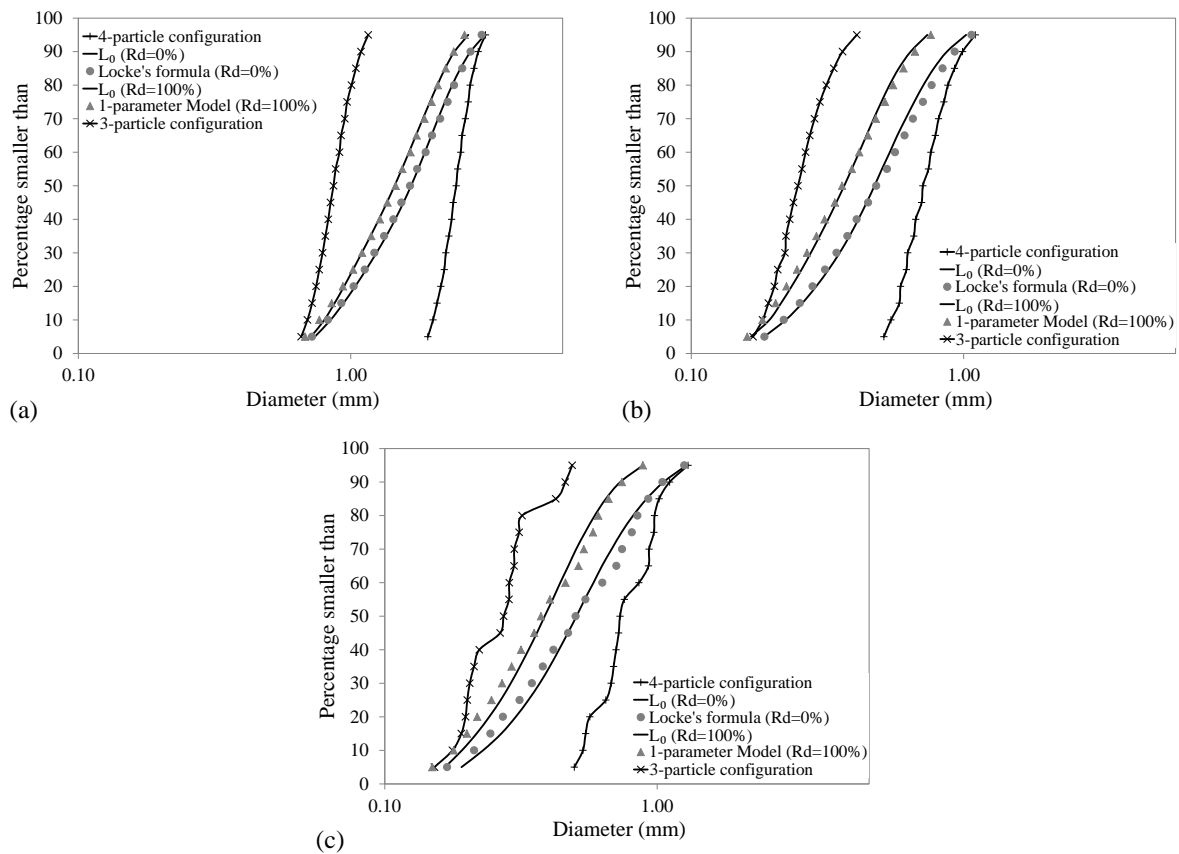 100
90
80
70
60
50
40
30
20
10
0
Percentage smaller than
4-particle configuration
L₀ (Rd=0%)
Locke's formula (Rd=0%)
L₀ (Rd=100%)
1-parameter Model (Rd=100%)
3-particle configuration
0.10
1.00
Diameter (mm)
(a)
100
90
80
70
60
50
40
30
20
10
0
Percentage smaller than
4-particle configuration
L₀ (Rd=0%)
Locke's formula (Rd=0%)
L₀ (Rd=100%)
1-parameter Model (Rd=100%)
3-particle configuration
0.10
1.00
Diameter (mm)
(b)
100
90
80
70
60
50
40
30
20
10
0
Percentage smaller than
4-particle configuration
L₀ (Rd=0%)
Locke's formula (Rd=0%)
L₀ (Rd=100%)
1-parameter Model (Rd=100%)
3-particle configuration
0.10
1.00
Diameter (mm)
(c)